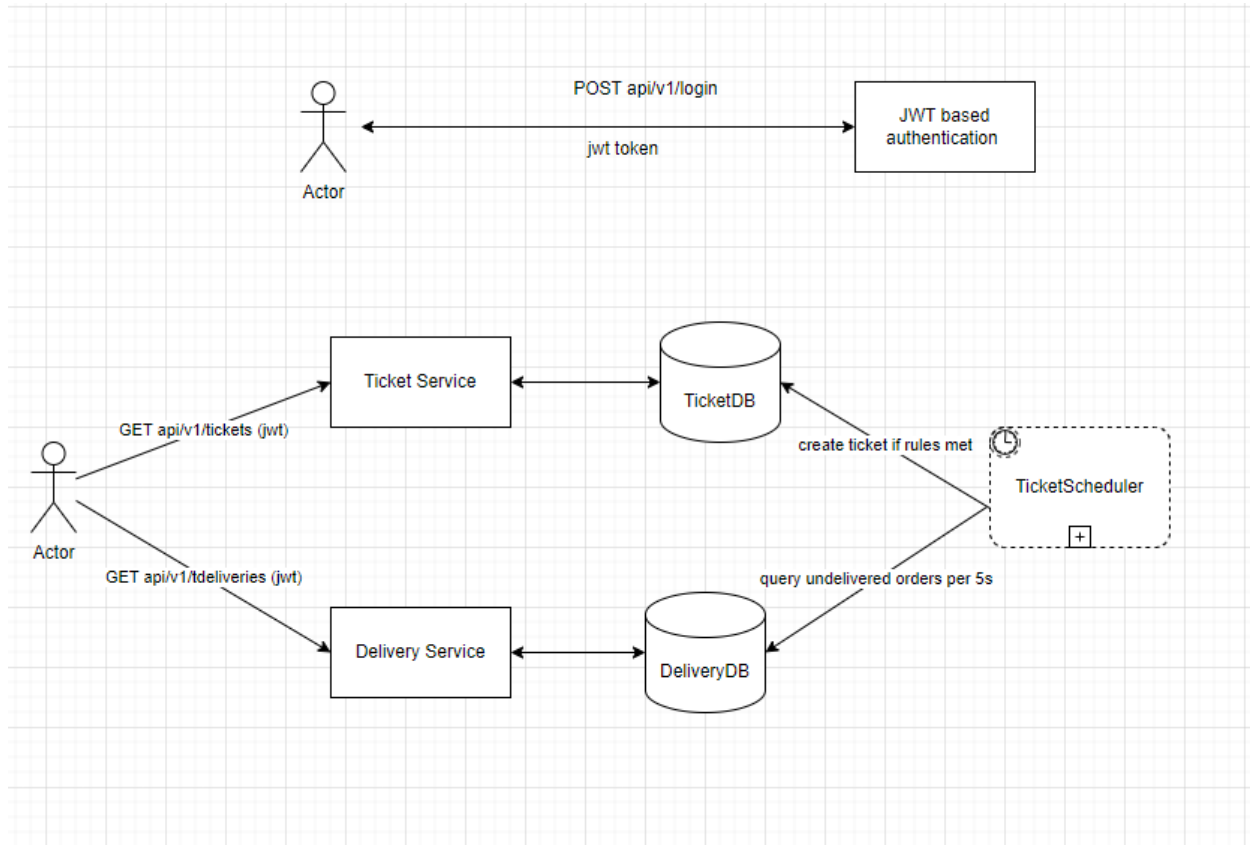 POST api/v1/login
JWT based
authentication
jwt token
Actor
Ticket Service
TicketDB
GET api/v1/tickets (jwt)
create ticket if rules met
TicketScheduler
Actor
GET api/v1/tdeliveries (jwt)
query undelivered orders per 5s
Delivery Service
DeliveryDB